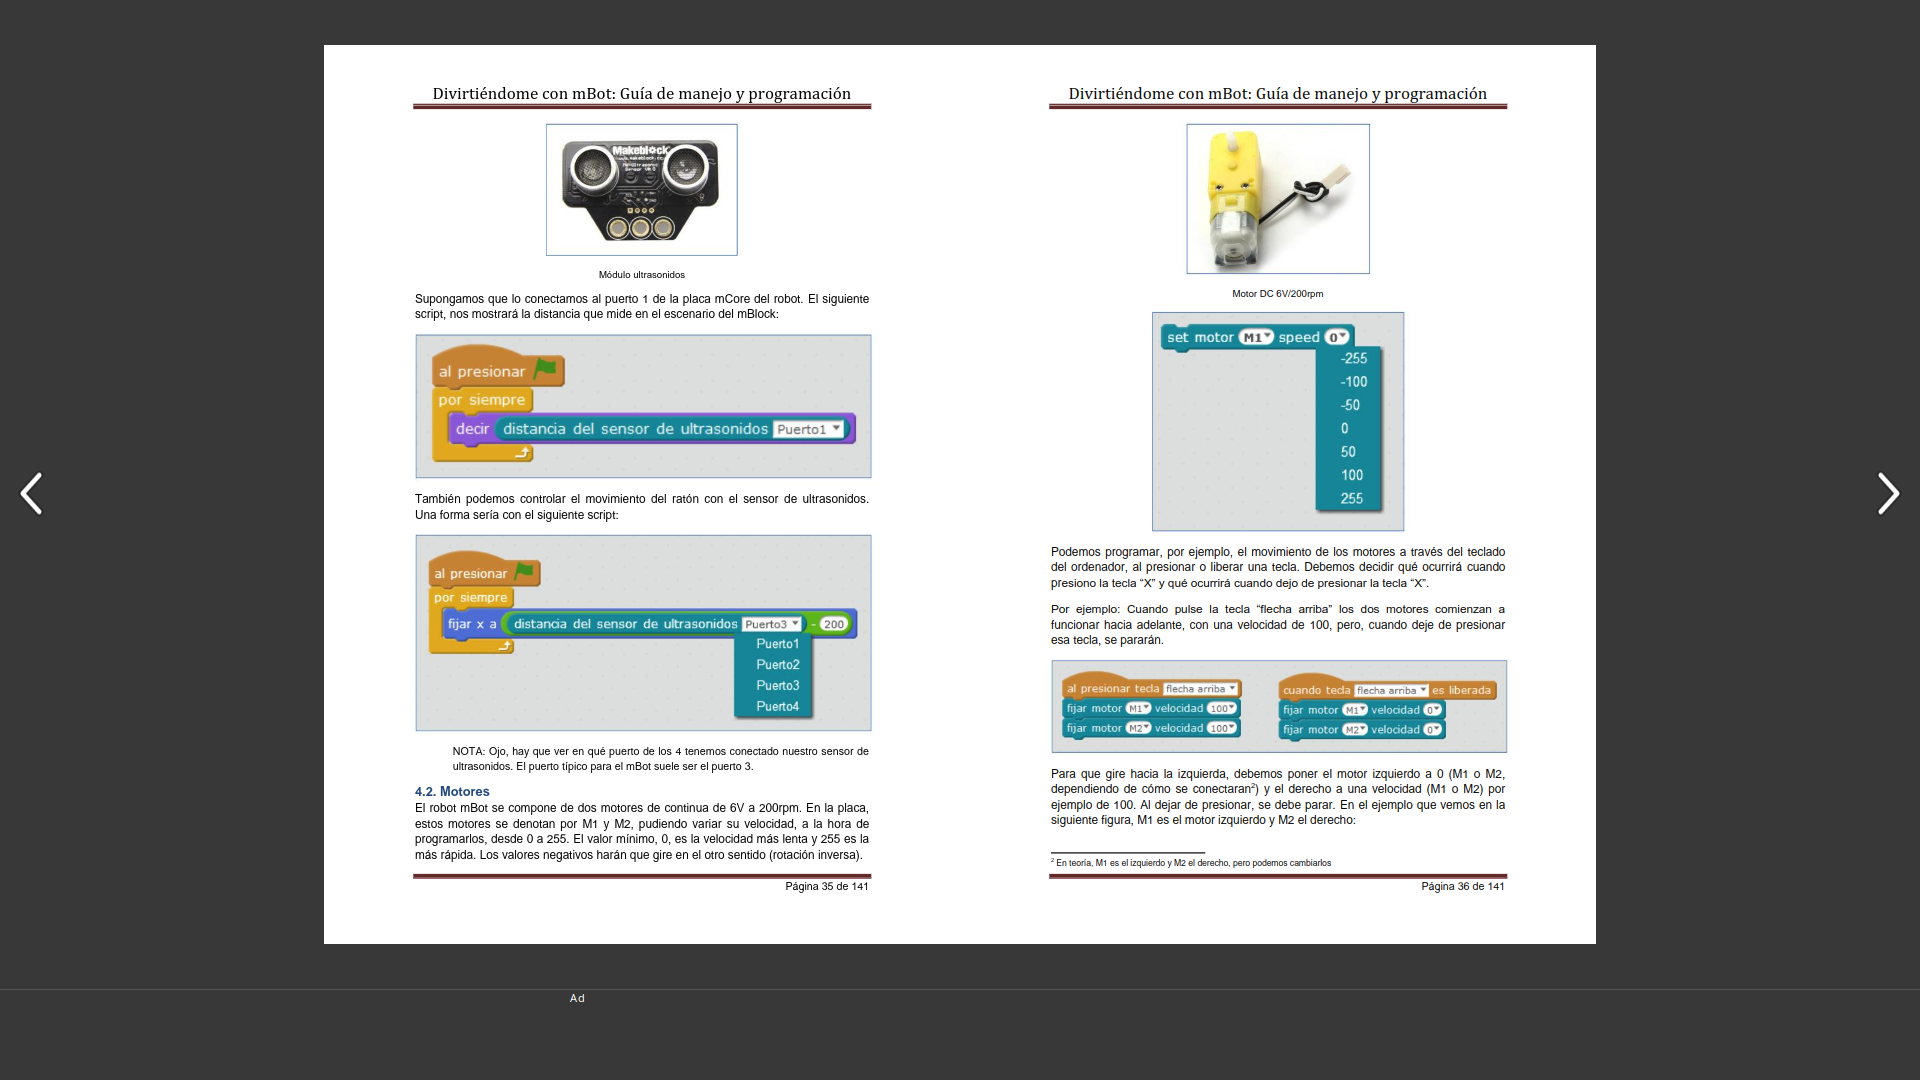 Divirtiéndome con mBot: Guía de manejo y programación
Makeblock
Módulo ultrasonidos
Supongamos que lo conectamos al puerto 1 de la placa mCore del robot. El siguiente
script, nos mostrará la distancia que mide en el escenario del mBlock:
al presionar
por siempre
decir distancia del sensor de ultrasonidos Puerto1
También podemos controlar el movimiento del ratón con el sensor de ultrasonidos.
Una forma sería con el siguiente script:
al presionar
por siempre
fijar x a distancia del sensor de ultrasonidos Puerto3 - 200
Puerto1
Puerto2
Puerto3
Puerto4
NOTA: Ojo, hay que ver en qué puerto de los 4 tenemos conectado nuestro sensor de
ultrasonidos. El puerto típico para el mBot suele ser el puerto 3.
4.2. Motores
El robot mBot se compone de dos motores de continua de 6V a 200rpm. En la placa,
estos motores se denotan por M1 y M2, pudiendo variar su velocidad, a la hora de
programarlos, desde 0 a 255. El valor mínimo, 0, es la velocidad más lenta y 255 es la
más rápida. Los valores negativos harán que gire en el otro sentido (rotación inversa).
Página 35 de 141
Divirtiéndome con mBot: Guía de manejo y programación
Motor DC 6V/200rpm
set motor M1 speed 0
-255
-100
-50
0
50
100
255
Podemos programar, por ejemplo, el movimiento de los motores a través del teclado
del ordenador, al presionar o liberar una tecla. Debemos decidir qué ocurrirá cuando
presiono la tecla “X” y qué ocurrirá cuando dejo de presionar la tecla “X”.
Por ejemplo: Cuando pulse la tecla “flecha arriba” los dos motores comienzan a
funcionar hacia adelante, con una velocidad de 100, pero, cuando deje de presionar
esa tecla, se pararán.
al presionar tecla flecha arriba
fijar motor M1 velocidad 100
fijar motor M2 velocidad 100
cuando tecla flecha arriba es liberada
fijar motor M1 velocidad 0
fijar motor M2 velocidad 0
Para que gire hacia la izquierda, debemos poner el motor izquierdo a 0 (M1 o M2,
dependiendo de cómo se conectaran²) y el derecho a una velocidad (M1 o M2) por
ejemplo de 100. Al dejar de presionar, se debe parar. En el ejemplo que vemos en la
siguiente figura, M1 es el motor izquierdo y M2 el derecho:
² En teoría, M1 es el izquierdo y M2 el derecho, pero podemos cambiarlos
Página 36 de 141
Ad